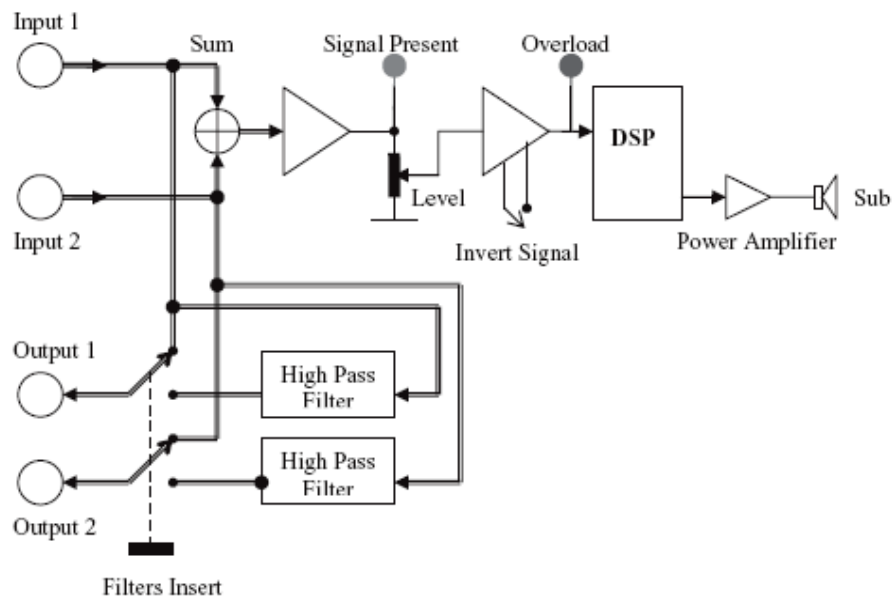 Input 1
Sum
Signal Present
Overload
DSP
Level
Sub
Input 2
Invert Signal
Power Amplifier
Output 1
High Pass
Filter
High Pass
Filter
Output 2
Filters Insert